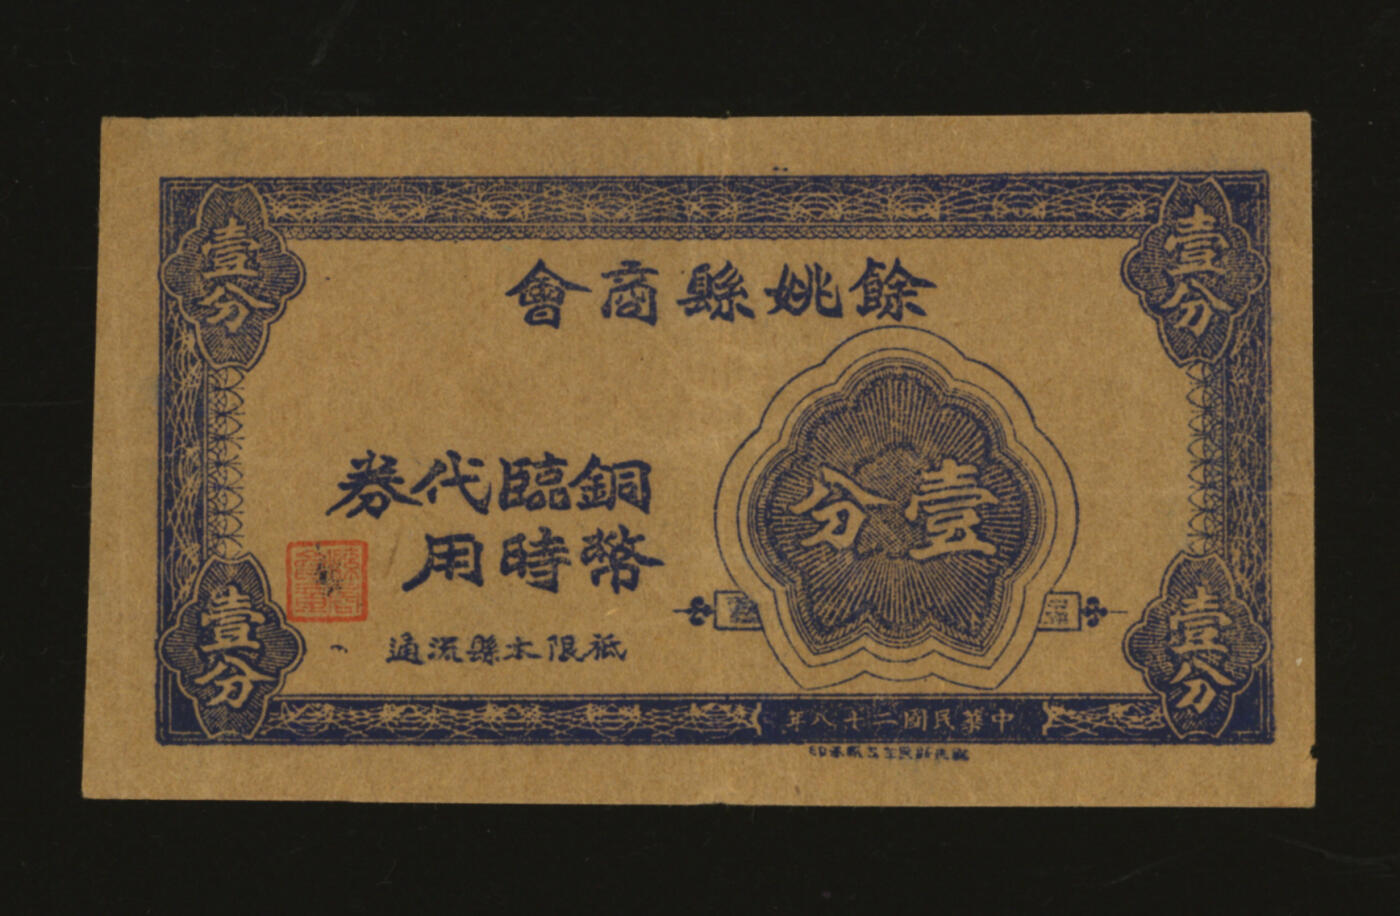 餘姚縣商會
壹分
壹分
壹分
銅幣臨時代用券
祗限本縣流通
壹分
壹分
中華民國二十八年